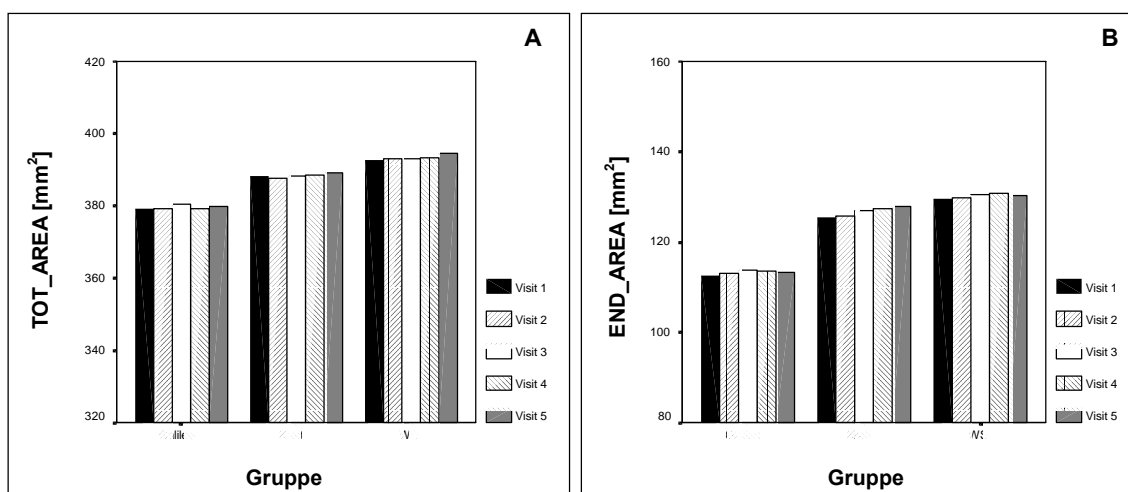 A
TOT_AREA [mm²]
420
400
380
360
340
320
Visit 1
Visit 2
Visit 3
Visit 4
Visit 5
Gruppe
B
END_AREA [mm²]
160
140
120
100
80
Visit 1
Visit 2
Visit 3
Visit 4
Visit 5
Gruppe